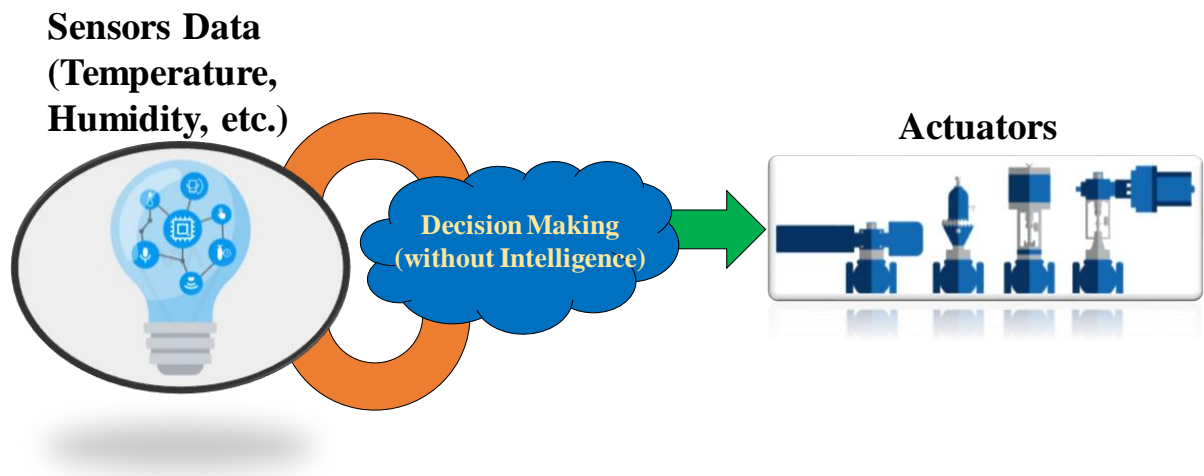 Sensors Data
(Temperature,
Humidity, etc.)
Actuators
Decision Making
(without Intelligence)